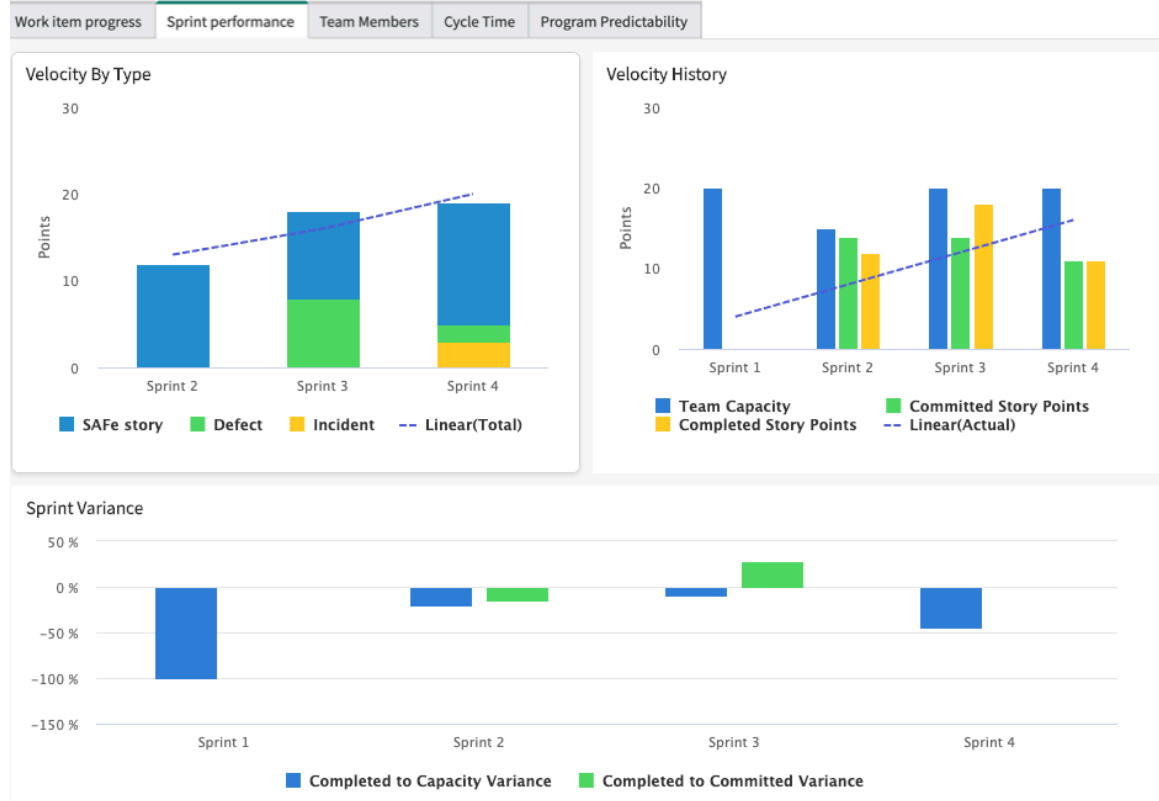 Work item progress
Sprint performance
Team Members
Cycle Time
Program Predictability
Velocity By Type
30
20
10
0
Points
Sprint 2
Sprint 3
Sprint 4
SAFe story
Defect
Incident
Linear(Total)
Velocity History
30
20
10
0
Points
Sprint 1
Sprint 2
Sprint 3
Sprint 4
Team Capacity
Committed Story Points
Completed Story Points
Linear(Actual)
Sprint Variance
50 %
0 %
−50 %
−100 %
−150 %
Sprint 1
Sprint 2
Sprint 3
Sprint 4
Completed to Capacity Variance
Completed to Committed Variance